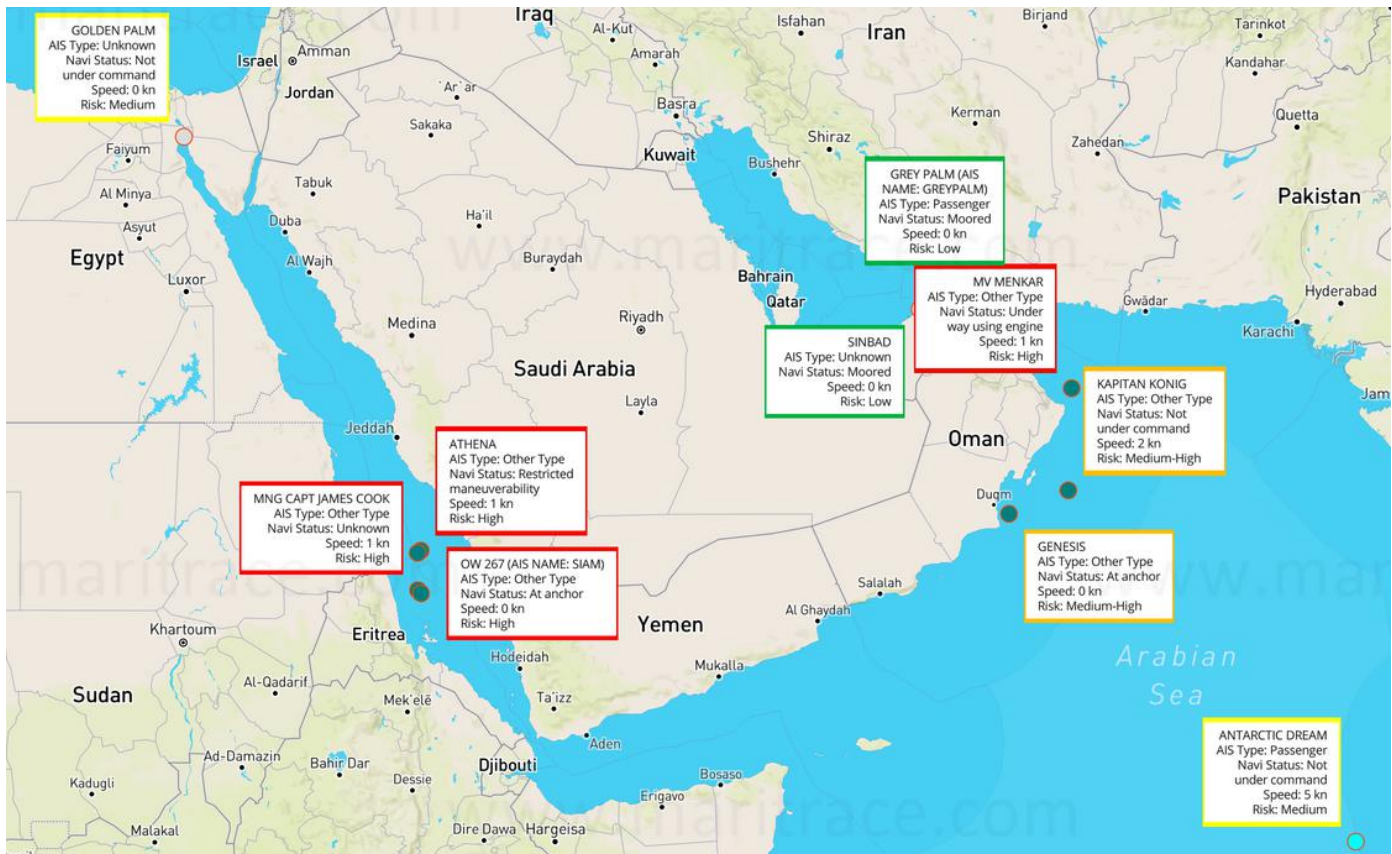 GOLDEN PALM
AIS Type: Unknown
Navi Status: Not
under command
Speed: 0 kn
Risk: Medium
Iraq
Al-Kut
Amarah
Isfahan
Iran
Birjand
Tarinkot
Kandahar
Israel
Amman
Jordan
'Ar'ar
Basra
Kerman
Quetta
Sakaka
Shiraz
Zahedan
Faiyum
Kuwait
Bushehr
Al Minya
Tabuk
Pakistan
Asyut
Duba
Ha'il
GREY PALM (AIS
NAME: GREYPALM)
AIS Type: Passenger
Navi Status: Moored
Speed: 0 kn
Risk: Low
Egypt
Al Wajh
Buraydah
www.maritrace.com
Luxor
Bahrain
Qatar
MV MENKAR
AIS Type: Other Type
Navi Status: Under
way using engine
Speed: 1 kn
Risk: High
Gwādar
Hyderabad
Karachi
Medina
Riyadh
SINBAD
AIS Type: Unknown
Navi Status: Moored
Speed: 0 kn
Risk: Low
Saudi Arabia
Layla
KAPITAN KONIG
AIS Type: Other Type
Navi Status: Not
under command
Speed: 2 kn
Risk: Medium-High
Jam
Jeddah
Oman
ATHENA
AIS Type: Other Type
Navi Status: Restricted
maneuverability
Speed: 1 kn
Risk: High
MNG CAPT JAMES COOK
AIS Type: Other Type
Navi Status: Unknown
Speed: 1 kn
Risk: High
Duqm
OW 267 (AIS NAME: SIAM)
AIS Type: Other Type
Navi Status: At anchor
Speed: 0 kn
Risk: High
GENESIS
AIS Type: Other Type
Navi Status: At anchor
Speed: 0 kn
Risk: Medium-High
maritrace.com
www.mar
Salalah
Al Ghaydah
Khartoum
Eritrea
Yemen
Arabian
Sea
Hodeidah
Mukalla
Sudan
Al-Qadarif
Mek'elē
Ta'izz
Aden
ANTARCTIC DREAM
AIS Type: Passenger
Navi Status: Not
under command
Speed: 5 kn
Risk: Medium
Ad-Damazin
Bahir Dar
Djibouti
Kadugli
Dessie
Bosaso
www.maritrace.com
Erigavo
Malakal
Dire Dawa
Hargeisa